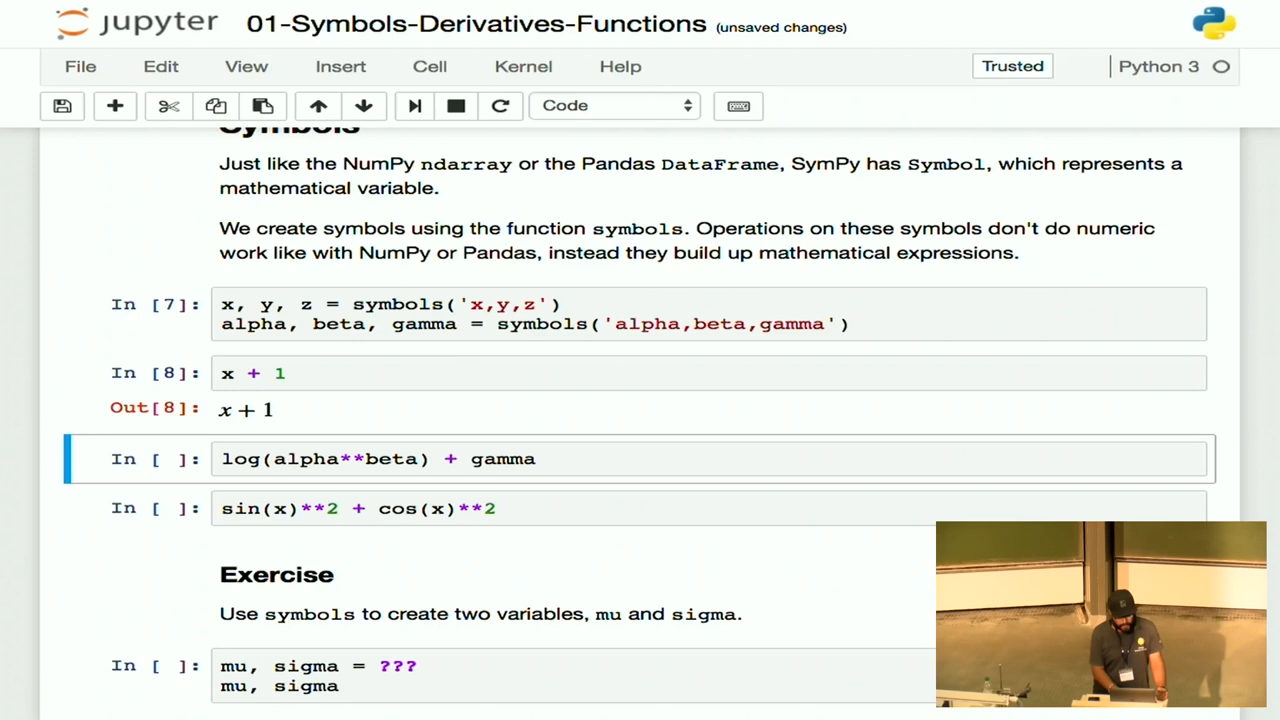 jupyter 01-Symbols-Derivatives-Functions (unsaved changes)
File Edit View Insert Cell Kernel Help Trusted Python 3
Code
Symbols
Just like the NumPy ndarray or the Pandas DataFrame, SymPy has Symbol, which represents a
mathematical variable.
We create symbols using the function symbols. Operations on these symbols don't do numeric
work like with NumPy or Pandas, instead they build up mathematical expressions.
In [7]: x, y, z = symbols('x,y,z')
alpha, beta, gamma = symbols('alpha,beta,gamma')
In [8]: x + 1
Out[8]: x + 1
In [ ]: log(alpha**beta) + gamma
In [ ]: sin(x)**2 + cos(x)**2
Exercise
Use symbols to create two variables, mu and sigma.
In [ ]: mu, sigma = ???
mu, sigma